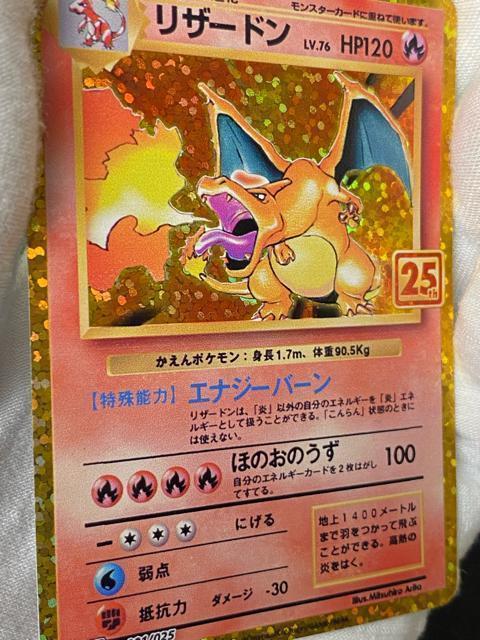 モンスターカードに重ねて使います。
リザードン LV.76 HP120
25th
かえんポケモン：身長1.7m、体重90.5Kg
【特殊能力】エナジーバーン
リザードンは、「炎」以外の自分のエネルギーを「炎」エネ
ルギーとして扱うことができる。「こんらん」状態のときに
は使えない。
ほのおのうず 100
自分のエネルギーカードを２枚はがし
てすてる。
にげる
弱点
抵抗力 ダメージ -30
地上１４００メートル
まで羽をつかって飛ぶ
ことができる。高熱の
炎をはく。
Illus. Mitsuhiro Arita
/025